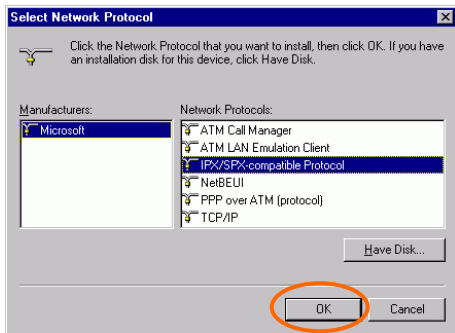 Select Network Protocol
Click the Network Protocol that you want to install, then click OK. If you have
an installation disk for this device, click Have Disk.
Manufacturers:
Microsoft
Network Protocols:
ATM Call Manager
ATM LAN Emulation Client
IPX/SPX-compatible Protocol
NetBEUI
PPP over ATM (protocol)
TCP/IP
Have Disk...
OK
Cancel